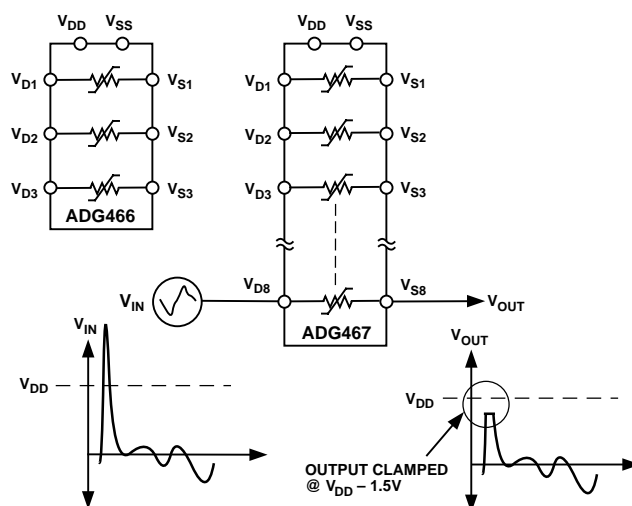 VDD VSS
VD1 VS1
VD2 VS2
VD3 VS3
ADG466
VDD VSS
VD1 VS1
VD2 VS2
VD3 VS3
VD8 VS8
VIN VOUT
ADG467
VIN
VDD
VOUT
VDD
OUTPUT CLAMPED
@ VDD – 1.5V